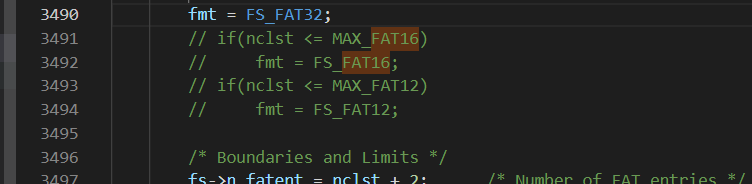 3490 fmt = FS_FAT32;
3491 // if(nclst <= MAX_FAT16)
3492 //     fmt = FS_FAT16;
3493 // if(nclst <= MAX_FAT12)
3494 //     fmt = FS_FAT12;
3495
3496 /* Boundaries and Limits */
3497 fs->n_fatent = nclst + 2;      /* Number of FAT entries */